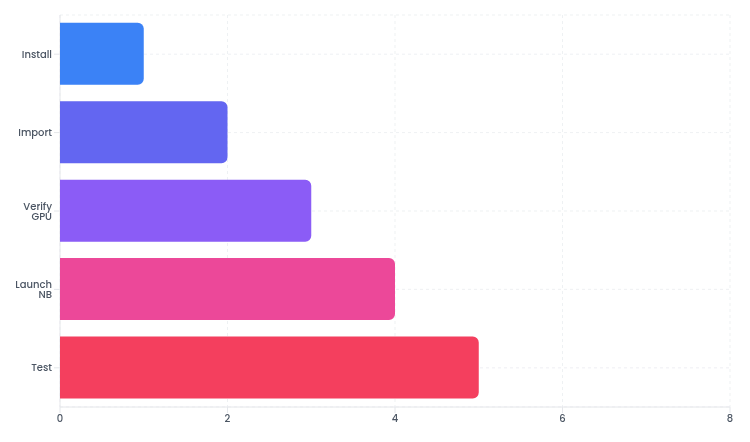 Install
Import
Verify
GPU
Launch
NB
Test
0 2 4 6 8